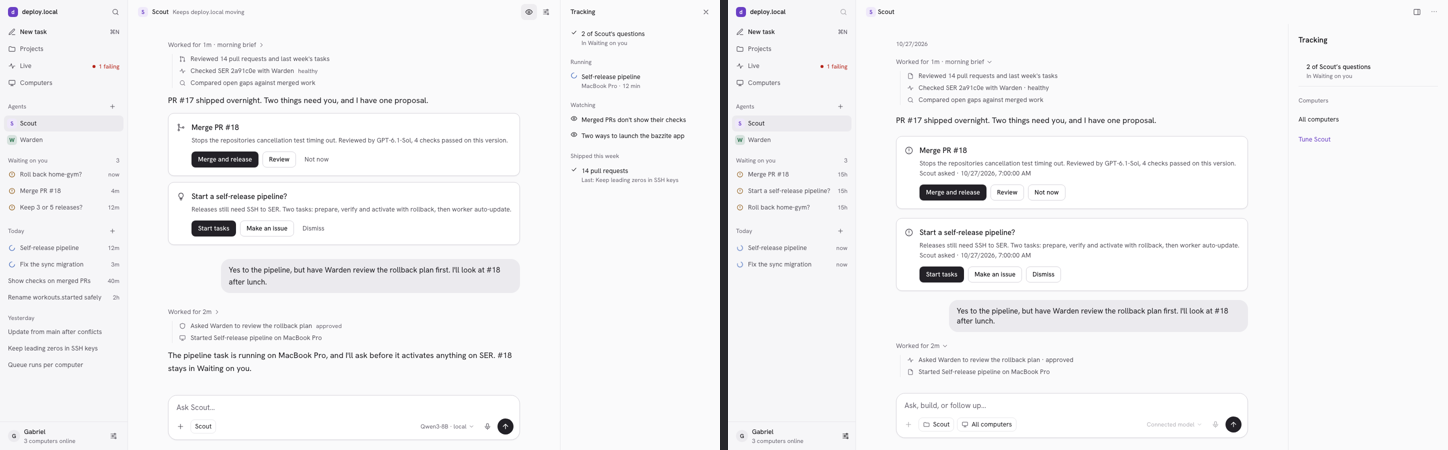 deploy.local
New task
⌘N
Projects
Live
1 failing
Computers
Agents
S Scout
W Warden
Waiting on you 3
Roll back home-gym? now
Merge PR #18 4m
Keep 3 or 5 releases? 12m
Today
Self-release pipeline 12m
Fix the sync migration 3m
Show checks on merged PRs 40m
Rename workouts.started safely 2h
Yesterday
Update from main after conflicts
Keep leading zeros in SSH keys
Queue runs per computer
G Gabriel
3 computers online
S Scout Keeps deploy.local moving
Worked for 1m · morning brief
Reviewed 14 pull requests and last week's tasks
Checked SER 2a91c0e with Warden healthy
Compared open gaps against merged work
PR #17 shipped overnight. Two things need you, and I have one proposal.
Merge PR #18
Stops the repositories cancellation test timing out. Reviewed by GPT-6.1-Sol, 4 checks passed on this version.
Merge and release Review Not now
Start a self-release pipeline?
Releases still need SSH to SER. Two tasks: prepare, verify and activate with rollback, then worker auto-update.
Start tasks Make an issue Dismiss
Yes to the pipeline, but have Warden review the rollback plan first. I'll look at #18
after lunch.
Worked for 2m
Asked Warden to review the rollback plan approved
Started Self-release pipeline on MacBook Pro
The pipeline task is running on MacBook Pro, and I'll ask before it activates anything on SER. #18
stays in Waiting on you.
Ask Scout...
Scout
Qwen3-8B · local
Tracking
2 of Scout's questions
in Waiting on you
Running
Self-release pipeline
MacBook Pro · 12 min
Watching
Merged PRs don't show their checks
Two ways to launch the bazzite app
Shipped this week
14 pull requests
Last: Keep leading zeros in SSH keys
deploy.local
New task
⌘N
Projects
Live
1 failing
Computers
Agents
S Scout
W Warden
Waiting on you 3
Merge PR #18 15h
Start a self-release pipeline? 15h
Roll back home-gym? 15h
Today
Self-release pipeline now
Fix the sync migration now
G Gabriel
3 computers online
S Scout
10/27/2026
Worked for 1m · morning brief
Reviewed 14 pull requests and last week's tasks
Checked SER 2a91c0e with Warden · healthy
Compared open gaps against merged work
PR #17 shipped overnight. Two things need you, and I have one proposal.
Merge PR #18
Stops the repositories cancellation test timing out. Reviewed by GPT-6.1-Sol, 4 checks passed on this version.
Scout asked · 10/27/2026, 7:00:00 AM
Merge and release Review Not now
Start a self-release pipeline?
Releases still need SSH to SER. Two tasks: prepare, verify and activate with rollback, then worker auto-update.
Scout asked · 10/27/2026, 7:00:00 AM
Start tasks Make an issue Dismiss
Yes to the pipeline, but have Warden review the rollback plan first. I'll look at #18
after lunch.
Worked for 2m
Asked Warden to review the rollback plan · approved
Started Self-release pipeline on MacBook Pro
Ask, build, or follow up...
Scout All computers
Connected model
Tracking
2 of Scout's questions
In Waiting on you
Computers
All computers
Tune Scout